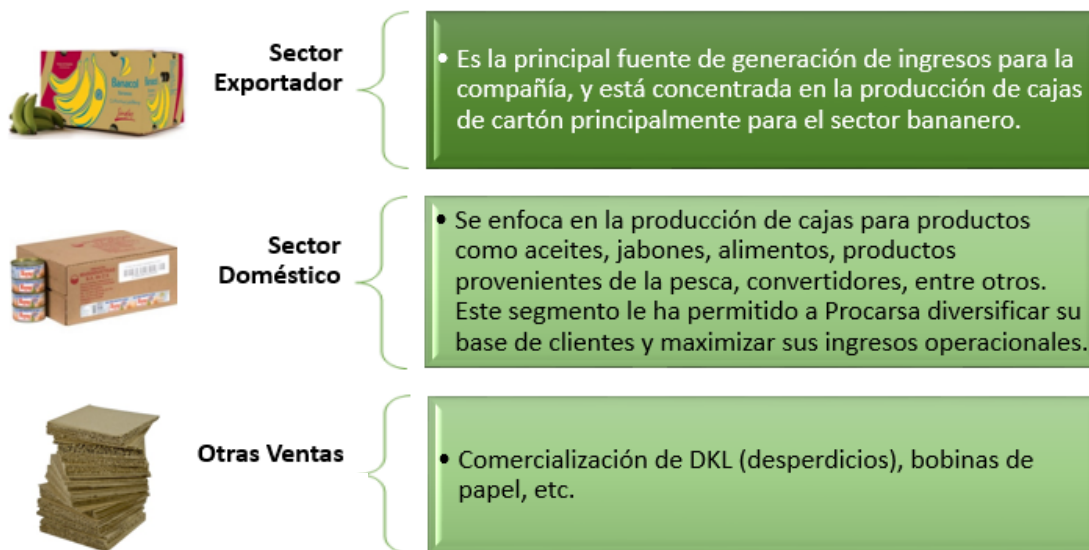 Banacol
Sector
Exportador
• Es la principal fuente de generación de ingresos para la
compañía, y está concentrada en la producción de cajas
de cartón principalmente para el sector bananero.
Sector
Doméstico
• Se enfoca en la producción de cajas para productos
como aceites, jabones, alimentos, productos
provenientes de la pesca, convertidores, entre otros.
Este segmento le ha permitido a Procarsa diversificar su
base de clientes y maximizar sus ingresos operacionales.
Otras Ventas
• Comercialización de DKL (desperdicios), bobinas de
papel, etc.